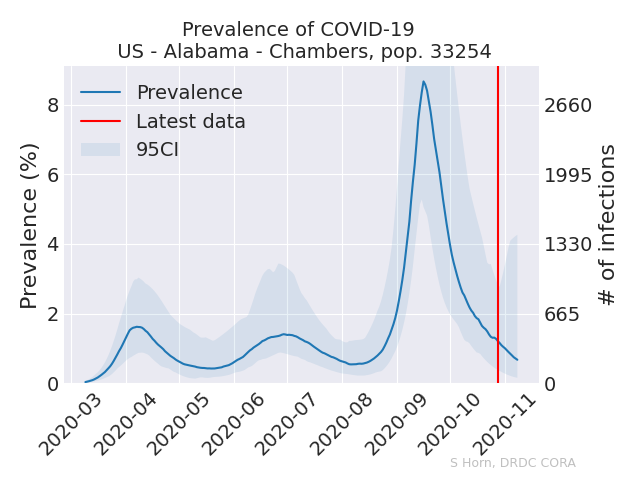 Prevalence of COVID-19
US - Alabama - Chambers, pop. 33254
Prevalence
Latest data
95CI
Prevalence (%)
8
6
4
2
0
2660
1995
1330
665
0
# of infections
2020-03
2020-04
2020-05
2020-06
2020-07
2020-08
2020-09
2020-10
2020-11
S Horn, DRDC CORA